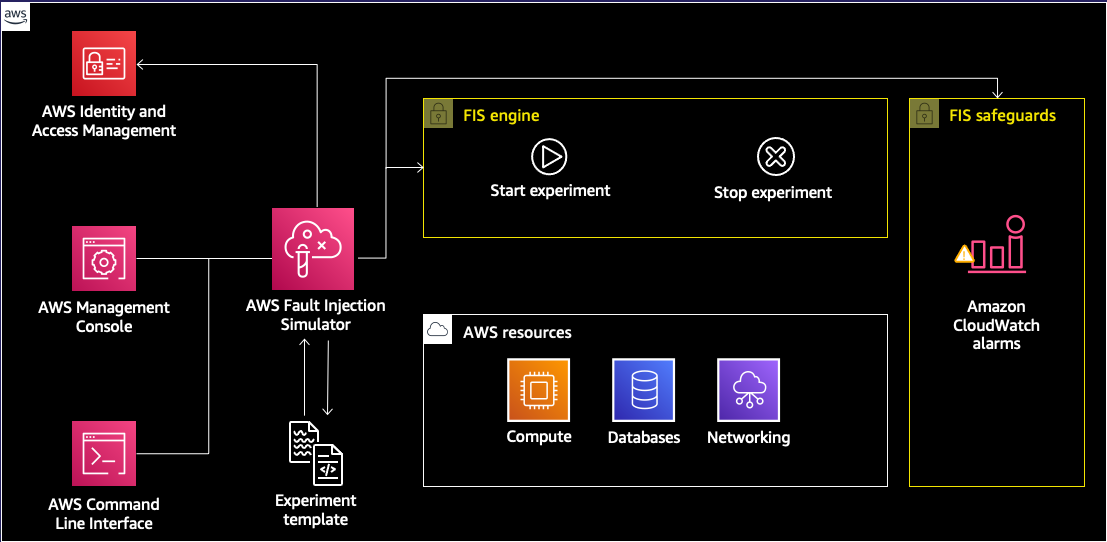 aws
AWS Identity and
Access Management
FIS engine
Start experiment
Stop experiment
FIS safeguards
AWS Management
Console
AWS Fault Injection
Simulator
AWS resources
Compute
Databases
Networking
Amazon
CloudWatch
alarms
AWS Command
Line Interface
Experiment
template